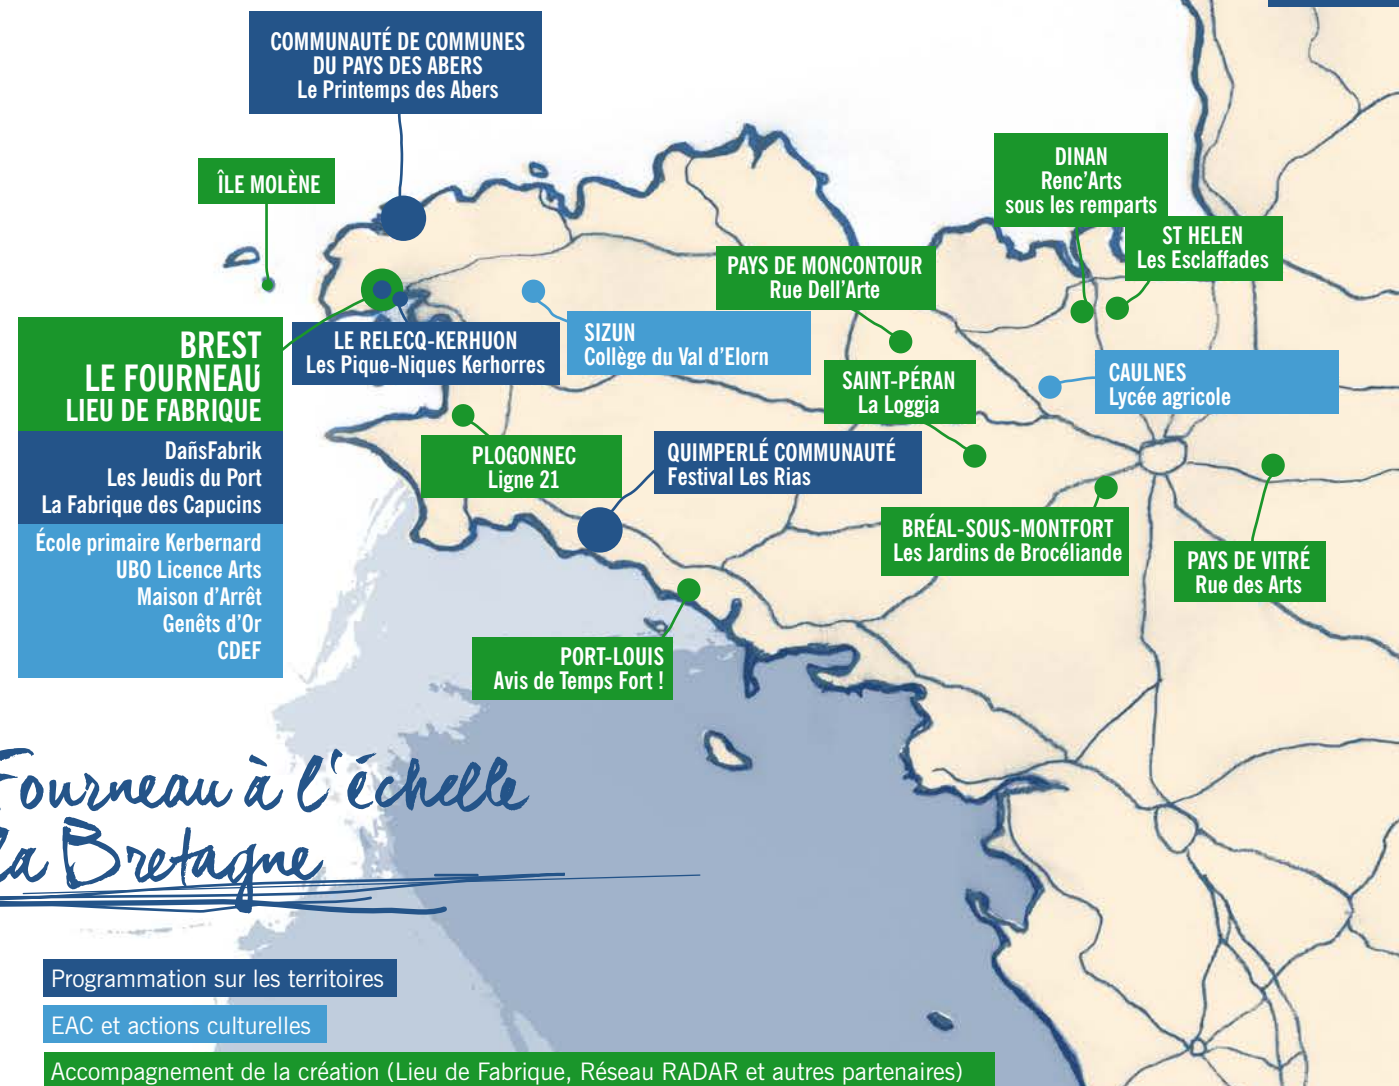 COMMUNAUTÉ DE COMMUNES
DU PAYS DES ABERS
Le Printemps des Abers
ÎLE MOLÈNE
DINAN
Renc'Arts
sous les remparts
ST HELEN
Les Esclaffades
PAYS DE MONCONTOUR
Rue Dell'Arte
BREST
LE FOURNEAU
LIEU DE FABRIQUE
DañsFabrik
Les Jeudis du Port
La Fabrique des Capucins
École primaire Kerbernard
UBO Licence Arts
Maison d'Arrêt
Genêts d'Or
CDEF
LE RELECQ-KERHUON
Les Pique-Niques Kerhorres
SIZUN
Collège du Val d'Elorn
SAINT-PÉRAN
La Loggia
CAULNES
Lycée agricole
PLOGONNEC
Ligne 21
QUIMPERLÉ COMMUNAUTÉ
Festival Les Rias
BRÉAL-SOUS-MONTFORT
Les Jardins de Brocéliande
PAYS DE VITRÉ
Rue des Arts
PORT-LOUIS
Avis de Temps Fort !
Fourneau à l'échelle
la Bretagne
Programmation sur les territoires
EAC et actions culturelles
Accompagnement de la création (Lieu de Fabrique, Réseau RADAR et autres partenaires)